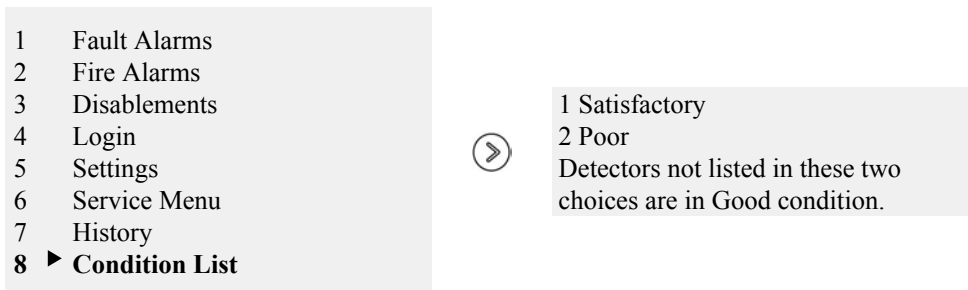 1 Fault Alarms
2 Fire Alarms
3 Disablements
4 Login
5 Settings
6 Service Menu
7 History
8 Condition List
1 Satisfactory
2 Poor
Detectors not listed in these two
choices are in Good condition.